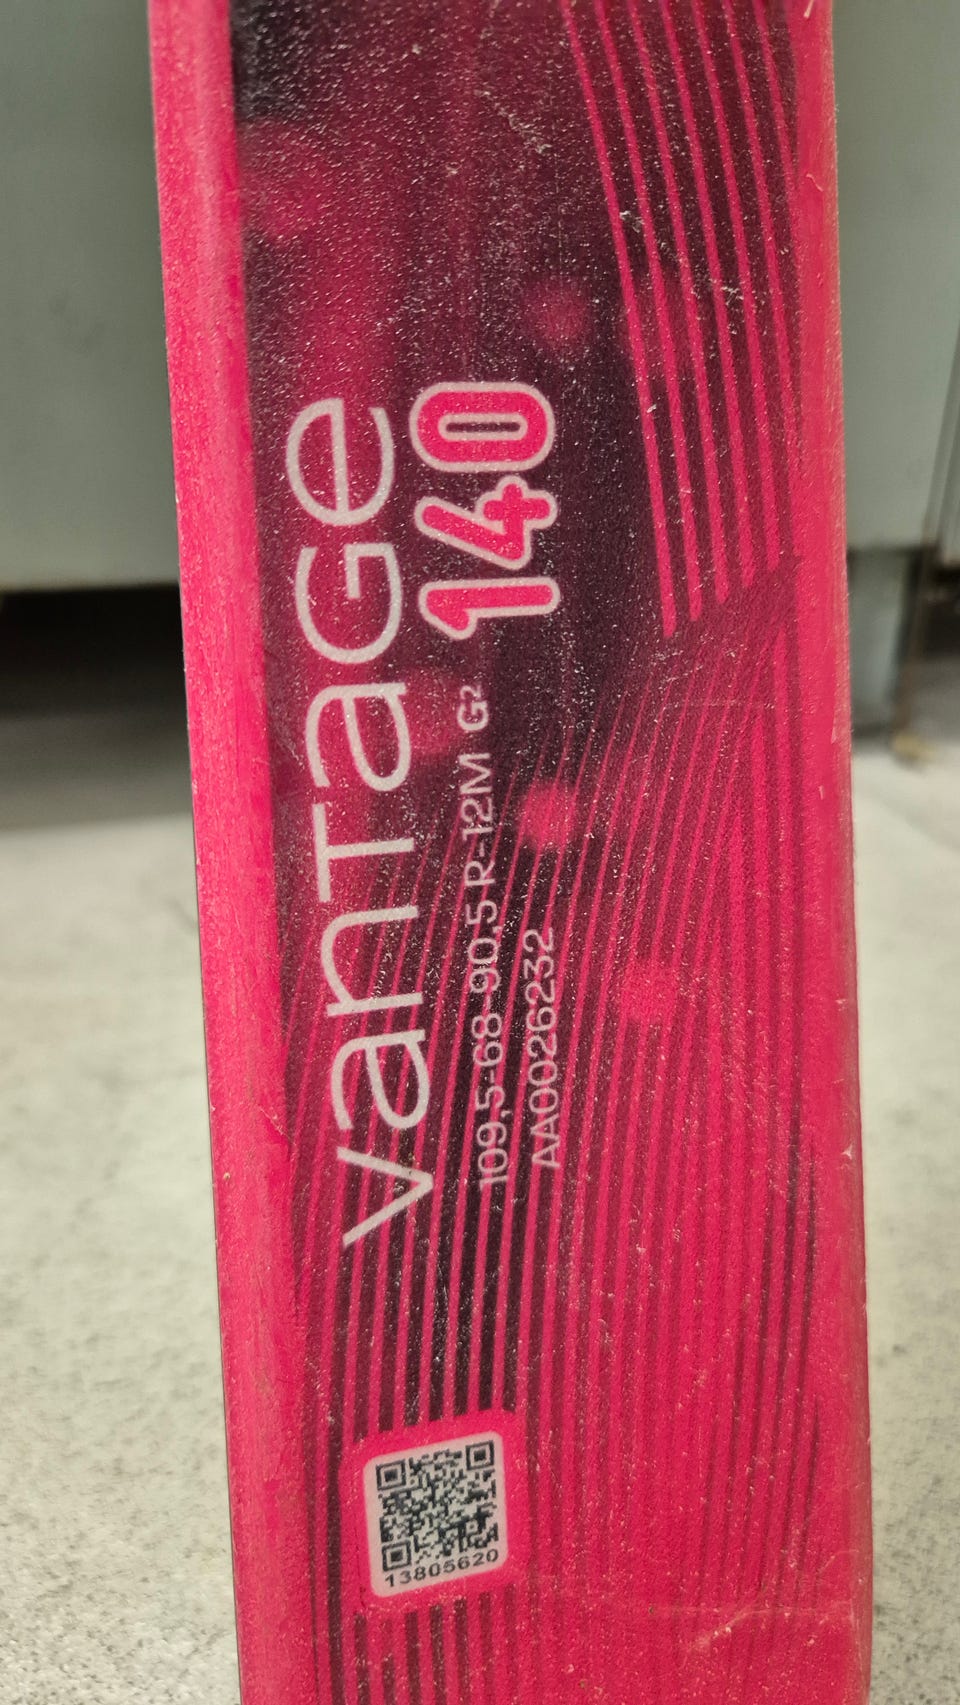 vantage
140
109,5-68-90,5 R-12M G²
AA0026232
13805620